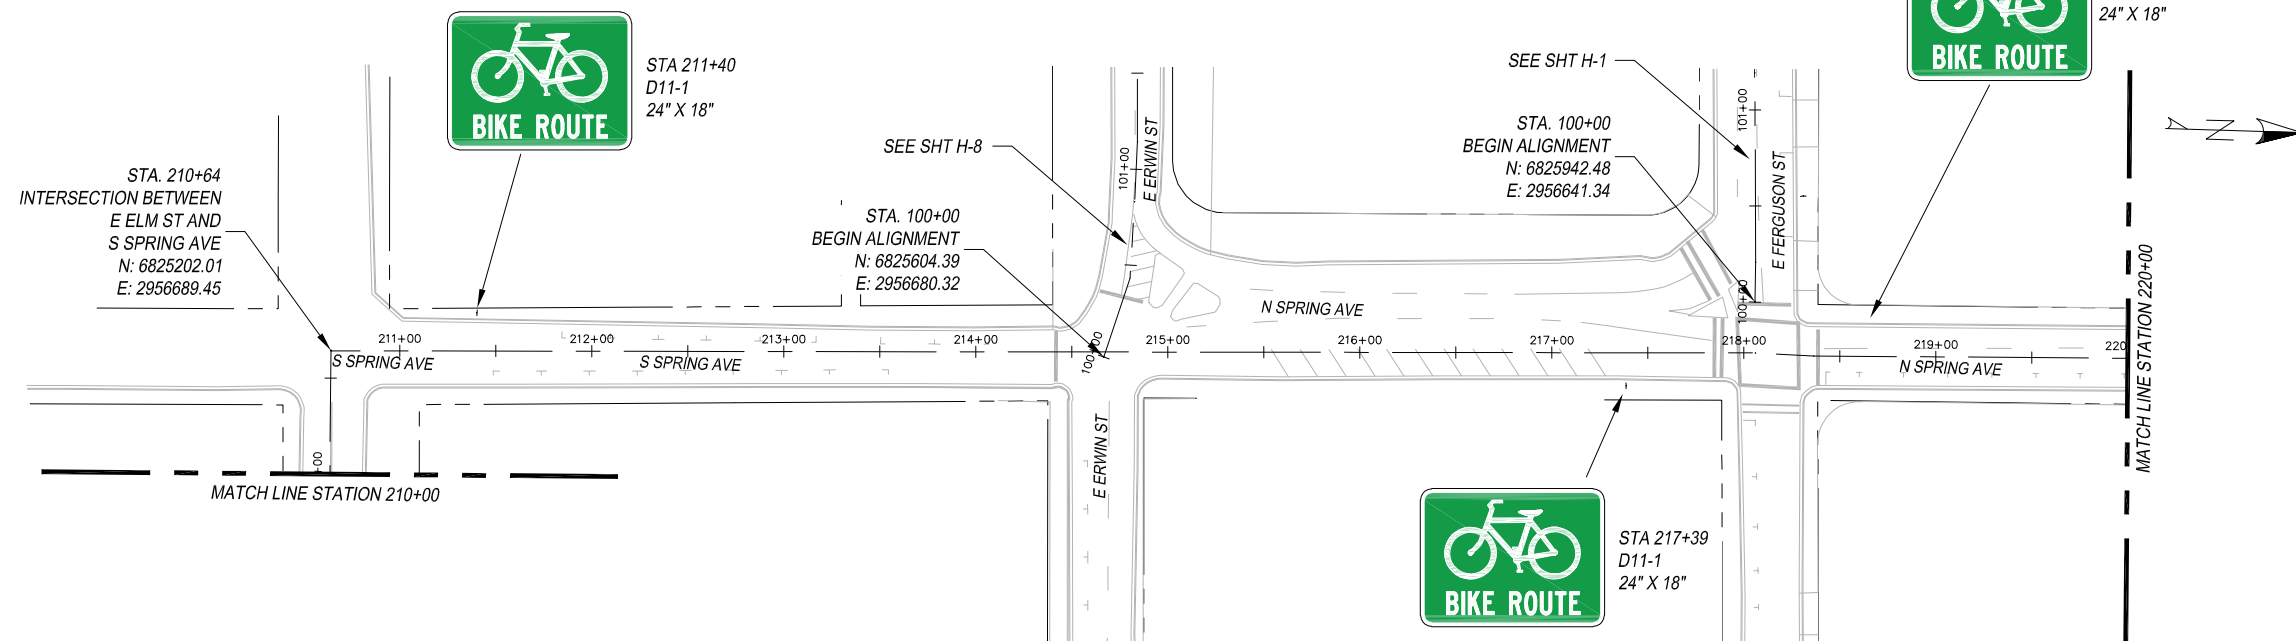 BIKE ROUTE
STA 211+40
D11-1
24" X 18"
24" X 18"
BIKE ROUTE
SEE SHT H-1
STA. 100+00
BEGIN ALIGNMENT
N: 6825942.48
E: 2956641.34
SEE SHT H-8
STA. 100+00
BEGIN ALIGNMENT
N: 6825604.39
E: 2956680.32
STA. 210+64
INTERSECTION BETWEEN
E ELM ST AND
S SPRING AVE
N: 6825202.01
E: 2956689.45
101+00
E ERWIN ST
101+00
E FERGUSON ST
100+00
N
N SPRING AVE
211+00
212+00
213+00
214+00
215+00
216+00
217+00
218+00
219+00
220
S SPRING AVE
S SPRING AVE
N SPRING AVE
MATCH LINE STATION 220+00
E ERWIN ST
+00
MATCH LINE STATION 210+00
BIKE ROUTE
STA 217+39
D11-1
24" X 18"